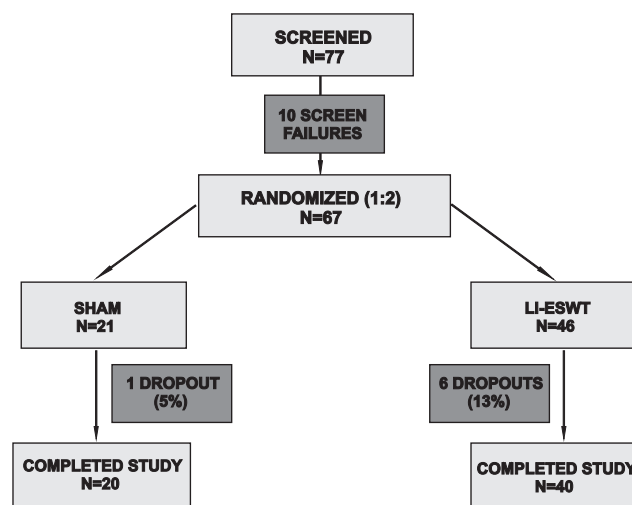 SCREENED
N=77
10 SCREEN
FAILURES
RANDOMIZED (1:2)
N=67
SHAM
N=21
LI-ESWT
N=46
1 DROPOUT
(5%)
6 DROPOUTS
(13%)
COMPLETED STUDY
N=20
COMPLETED STUDY
N=40